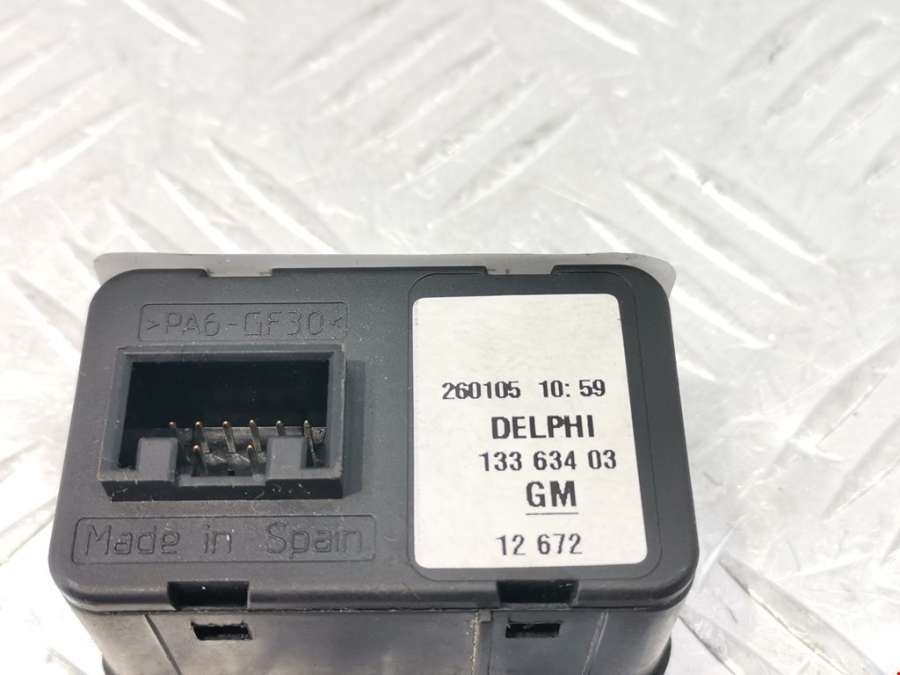 >PA6-GF30<
Made in Spain
260105 10:59
DELPHI
133 634 03
GM
12 672